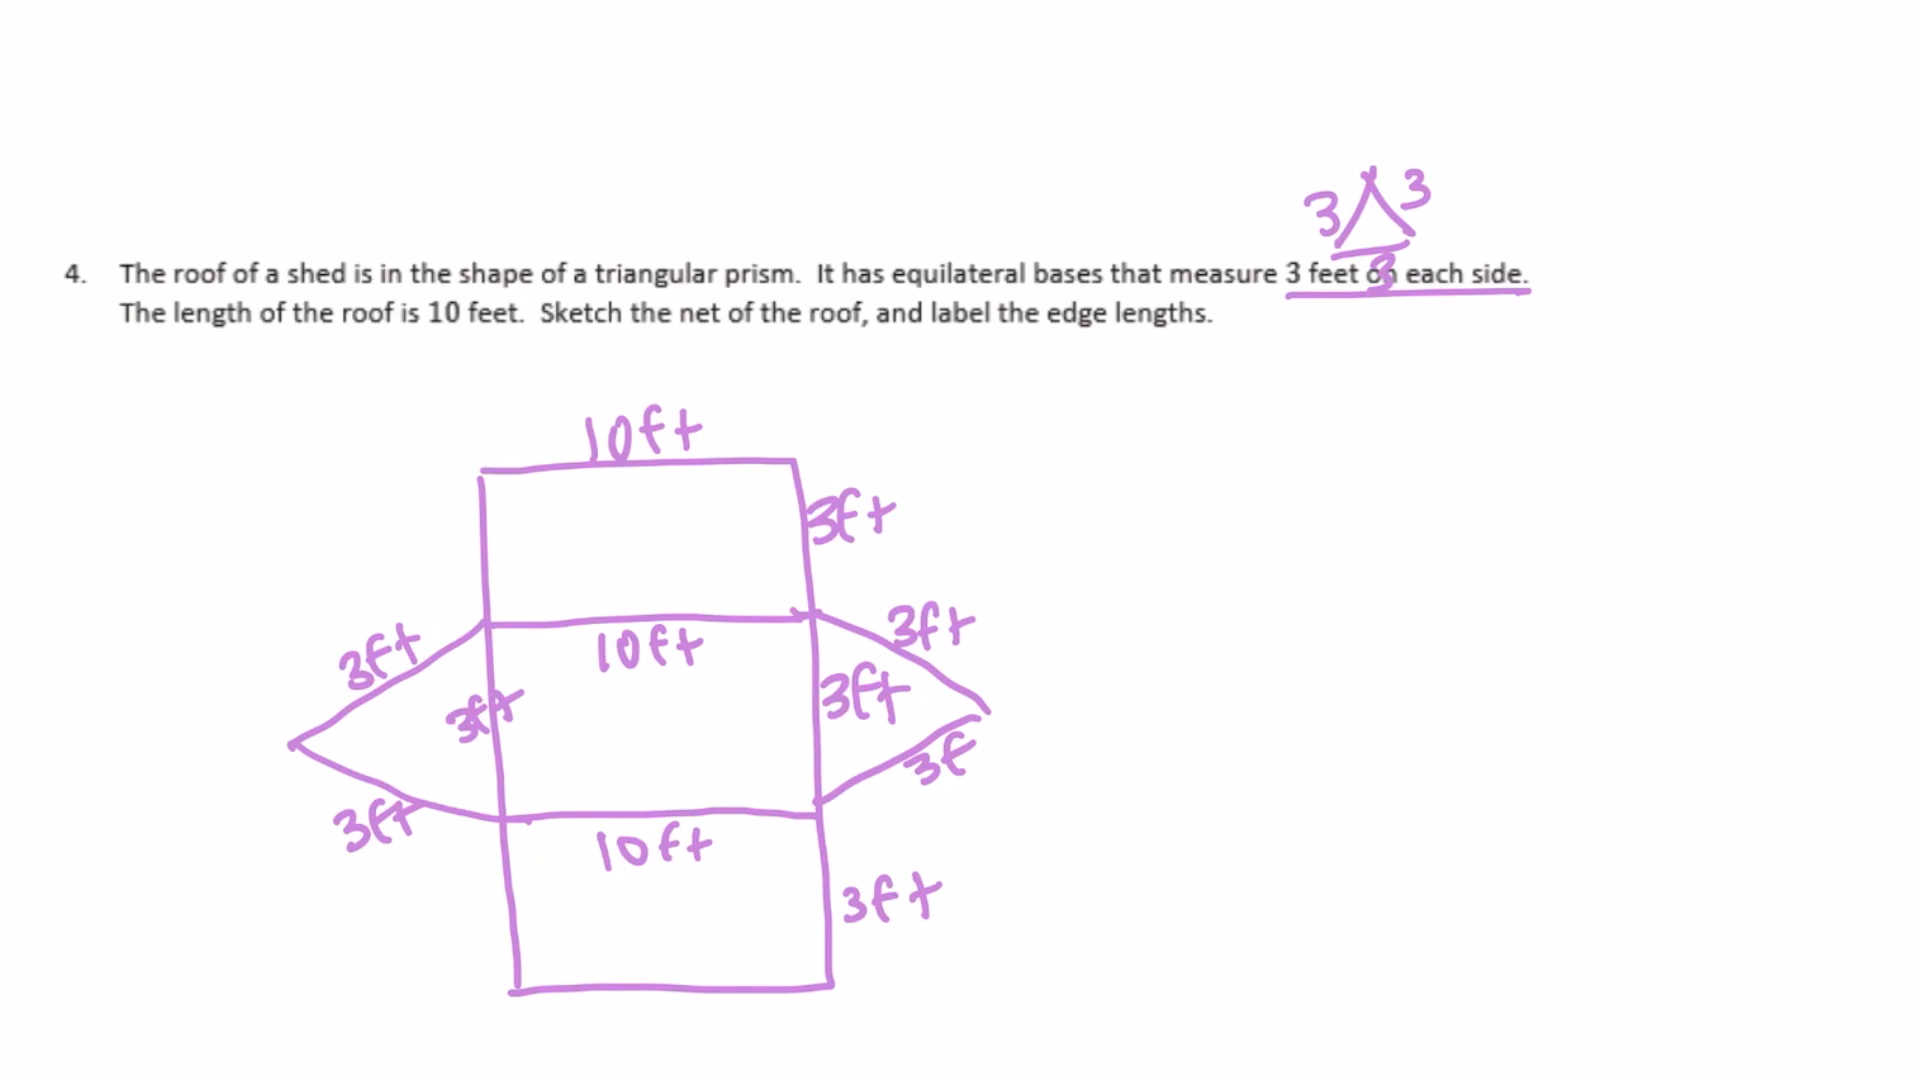 3 3
3
4. The roof of a shed is in the shape of a triangular prism. It has equilateral bases that measure 3 feet on each side.
The length of the roof is 10 feet. Sketch the net of the roof, and label the edge lengths.
10ft
3ft
3ft
3ft
10ft
3ft
3ft
3f
3ft
10ft
3ft